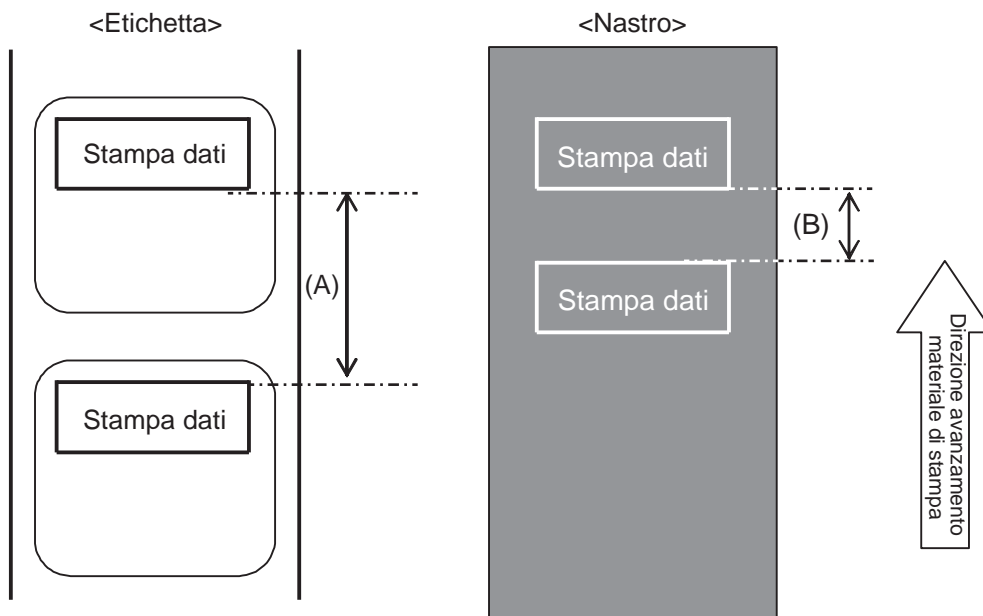 <Etichetta>
<Nastro>
Stampa dati
Stampa dati
(A)
Stampa dati
Stampa dati
(B)
Direzione avanzamento
materiale di stampa